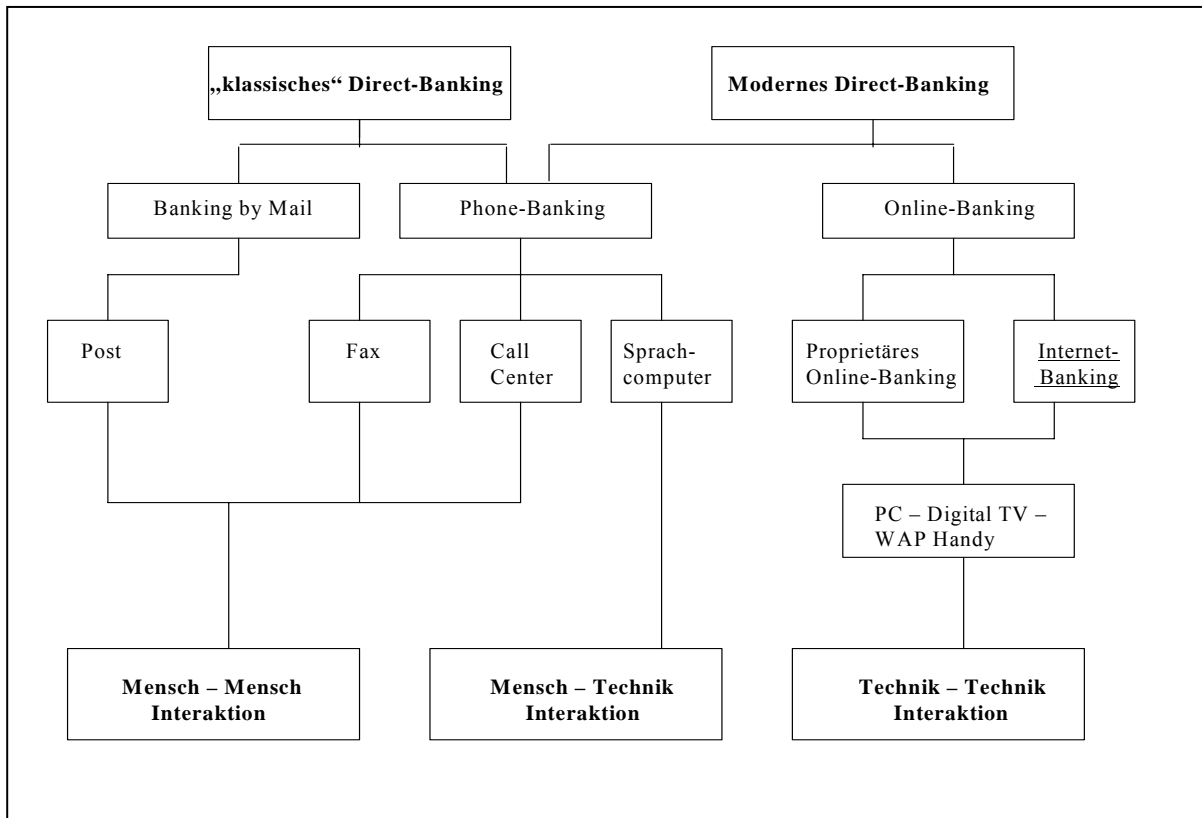 „klassisches“ Direct-Banking
Modernes Direct-Banking
Banking by Mail
Phone-Banking
Online-Banking
Post
Fax
Call
Center
Sprach-
computer
Proprietäres
Online-Banking
Internet-
Banking
PC – Digital TV –
WAP Handy
Mensch – Mensch
Interaktion
Mensch – Technik
Interaktion
Technik – Technik
Interaktion